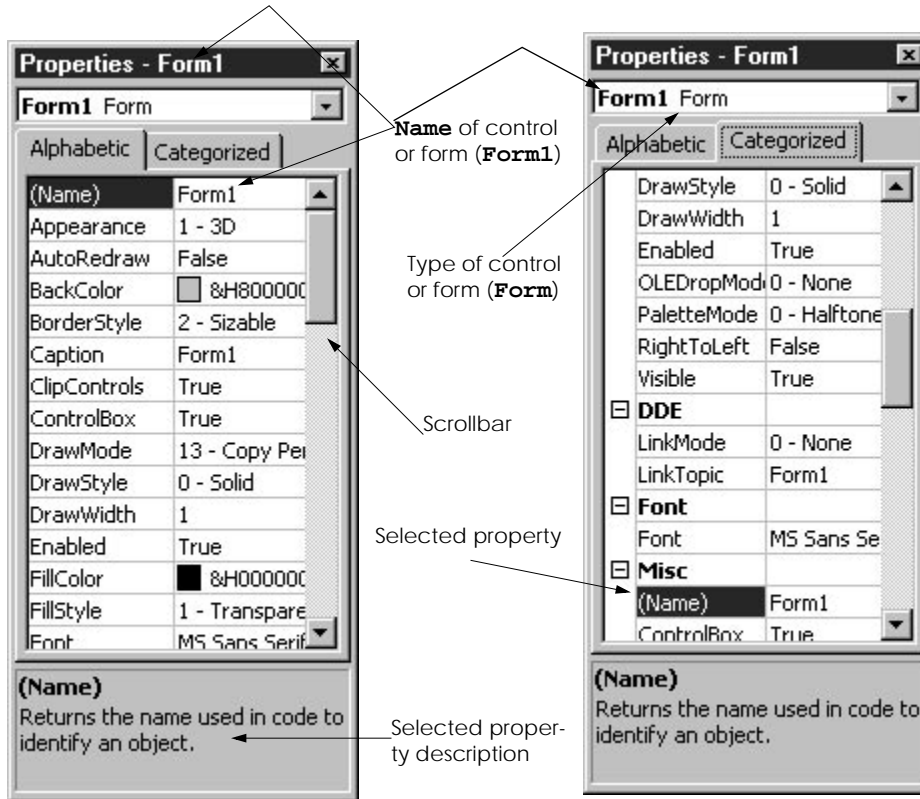 Properties - Form1
Form1 Form
Alphabetic Categorized
(Name) Form1
Appearance 1 - 3D
AutoRedraw False
BackColor &H800000
BorderStyle 2 - Sizable
Caption Form1
ClipControls True
ControlBox True
DrawMode 13 - Copy Per
DrawStyle 0 - Solid
DrawWidth 1
Enabled True
FillColor &H000000
FillStyle 1 - Transpare
Font MS Sans Serif
(Name)
Returns the name used in code to
identify an object.
Name of control
or form (Form1)
Type of control
or form (Form)
Scrollbar
Selected property
Selected proper-
ty description
Properties - Form1
Form1 Form
Alphabetic Categorized
DrawStyle 0 - Solid
DrawWidth 1
Enabled True
OLEDropMod 0 - None
PaletteMode 0 - Halftone
RightToLeft False
Visible True
DDE
LinkMode 0 - None
LinkTopic Form1
Font
Font MS Sans Se
Misc
(Name) Form1
ControlBox True
(Name)
Returns the name used in code to
identify an object.